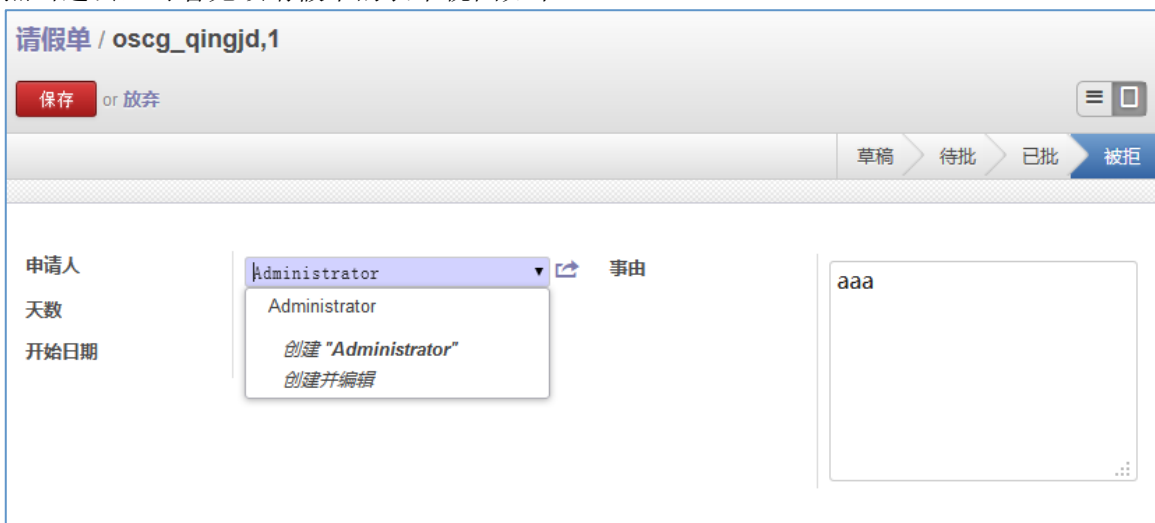 请假单 / oscg_qingjd,1
保存 or 放弃
草稿 待批 已批 被拒
申请人 Administrator 事由
aaa
天数 Administrator
开始日期 创建 "Administrator"
创建并编辑